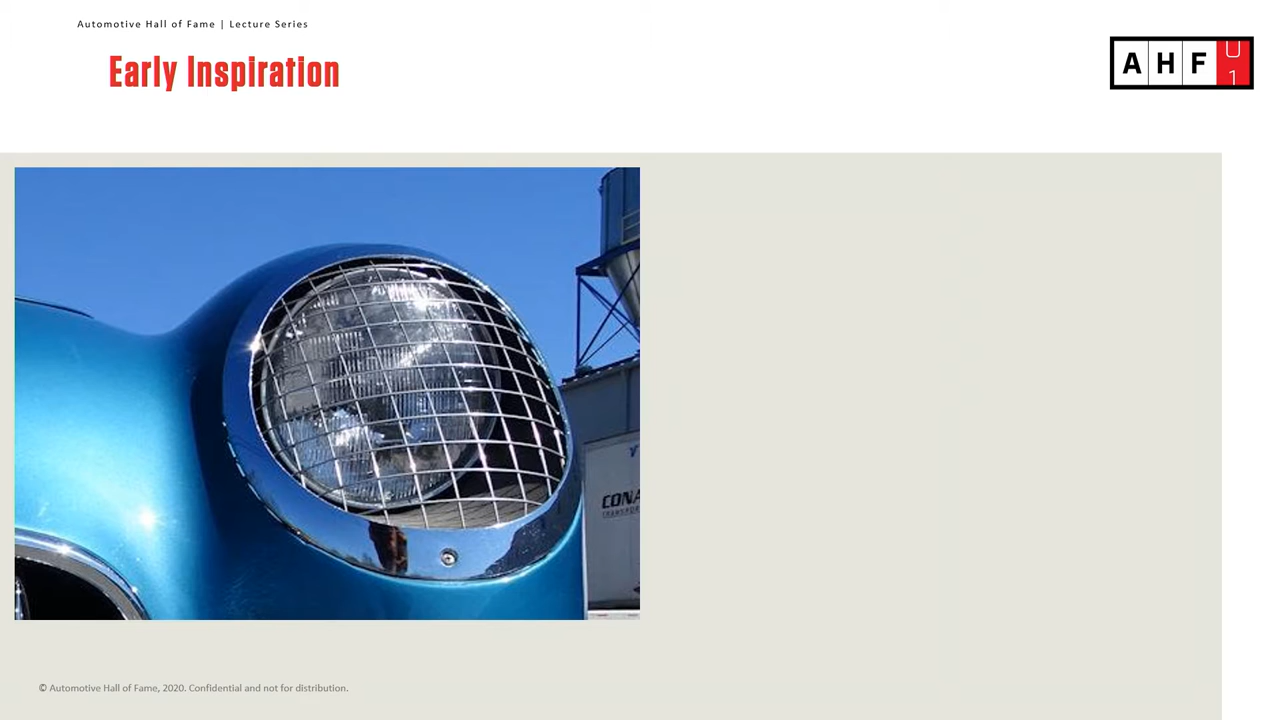 Automotive Hall of Fame | Lecture Series
Early Inspiration
A H F U
1
CONA
© Automotive Hall of Fame, 2020. Confidential and not for distribution.